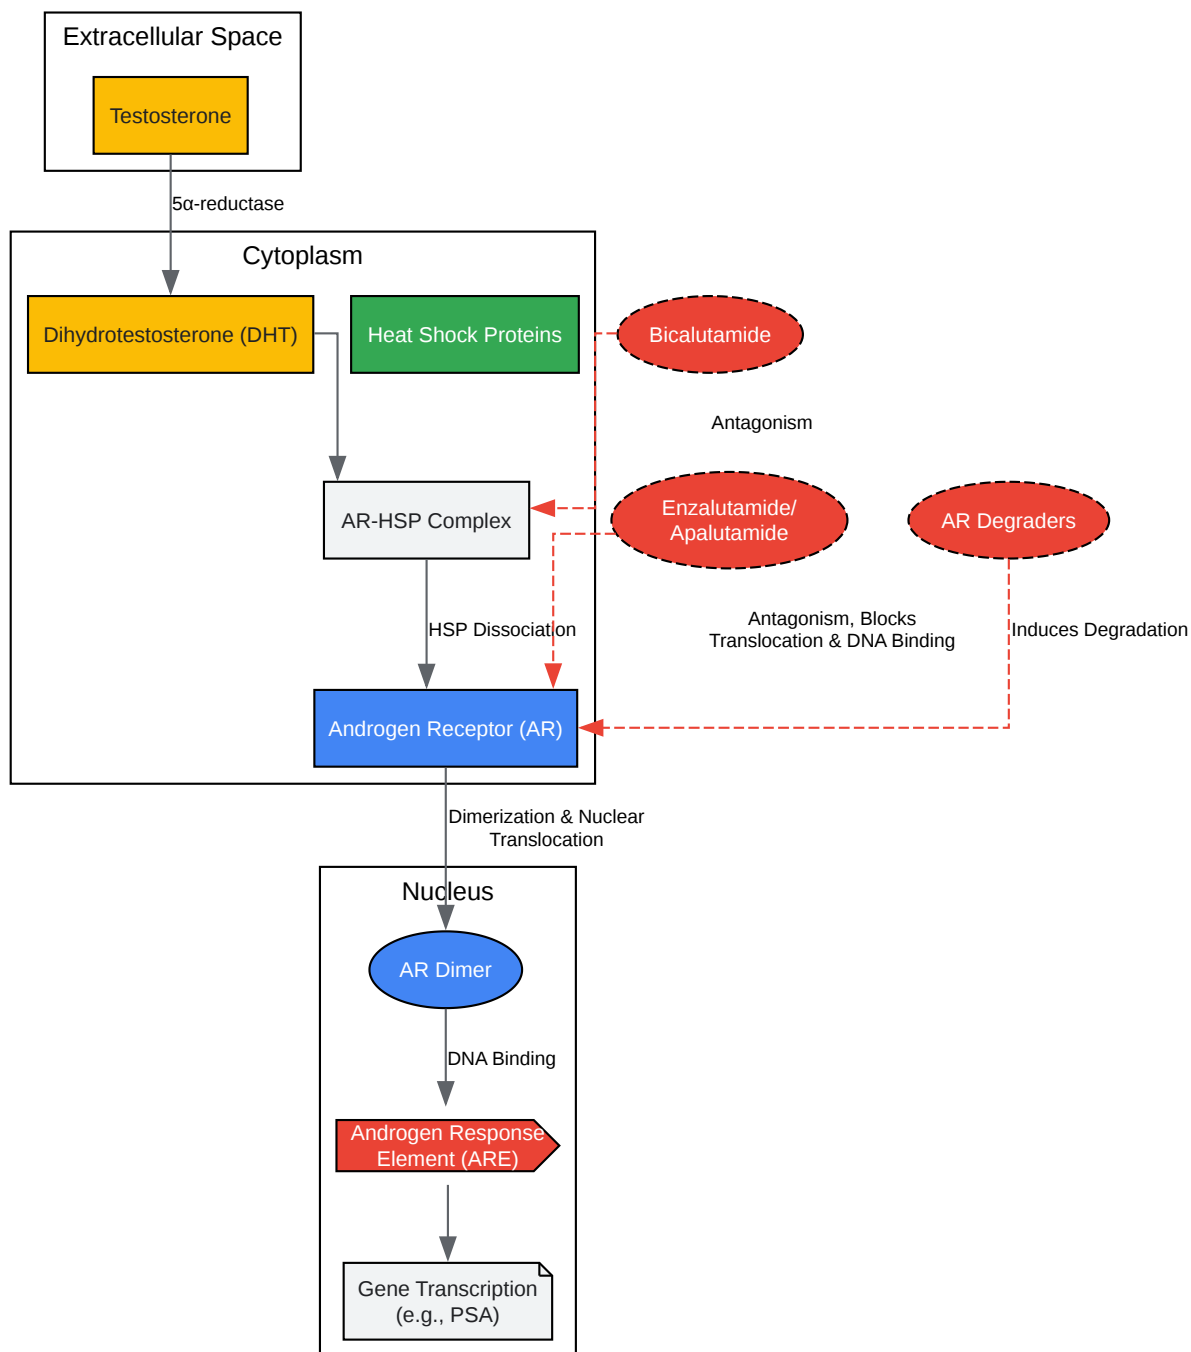 Extracellular Space
Testosterone
5α-reductase
Cytoplasm
Dihydrotestosterone (DHT)
Heat Shock Proteins
Bicalutamide
Antagonism
AR-HSP Complex
Enzalutamide/
Apalutamide
AR Degraders
HSP Dissociation
Antagonism, Blocks
Translocation & DNA Binding
Induces Degradation
Androgen Receptor (AR)
Dimerization & Nuclear
Translocation
Nucleus
AR Dimer
DNA Binding
Androgen Response
Element (ARE)
Gene Transcription
(e.g., PSA)